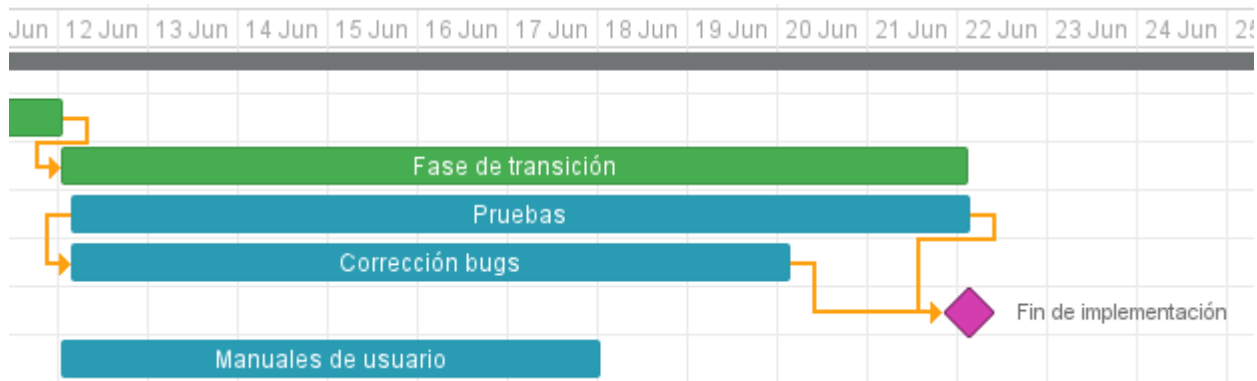 Jun 12 Jun 13 Jun 14 Jun 15 Jun 16 Jun 17 Jun 18 Jun 19 Jun 20 Jun 21 Jun 22 Jun 23 Jun 24 Jun 25
Fase de transición
Pruebas
Corrección bugs
Fin de implementación
Manuales de usuario